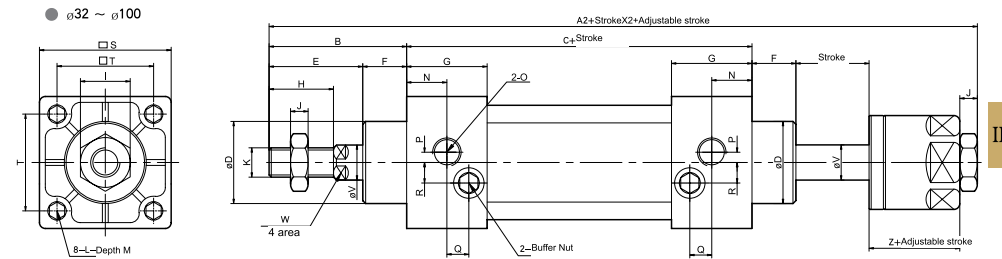 ø32 ~ ø100
A2+StrokeX2+Adjustable stroke
□S
B
C+Stroke
□T
E
F
G
G
F
Stroke
H
N
2-O
N
J
J
T
øD
K
P
P
øD
øV
R
øV
R
W
4 area
Q
2-Buffer Nut
Q
Z+Adjustable stroke
8-L-Depth M